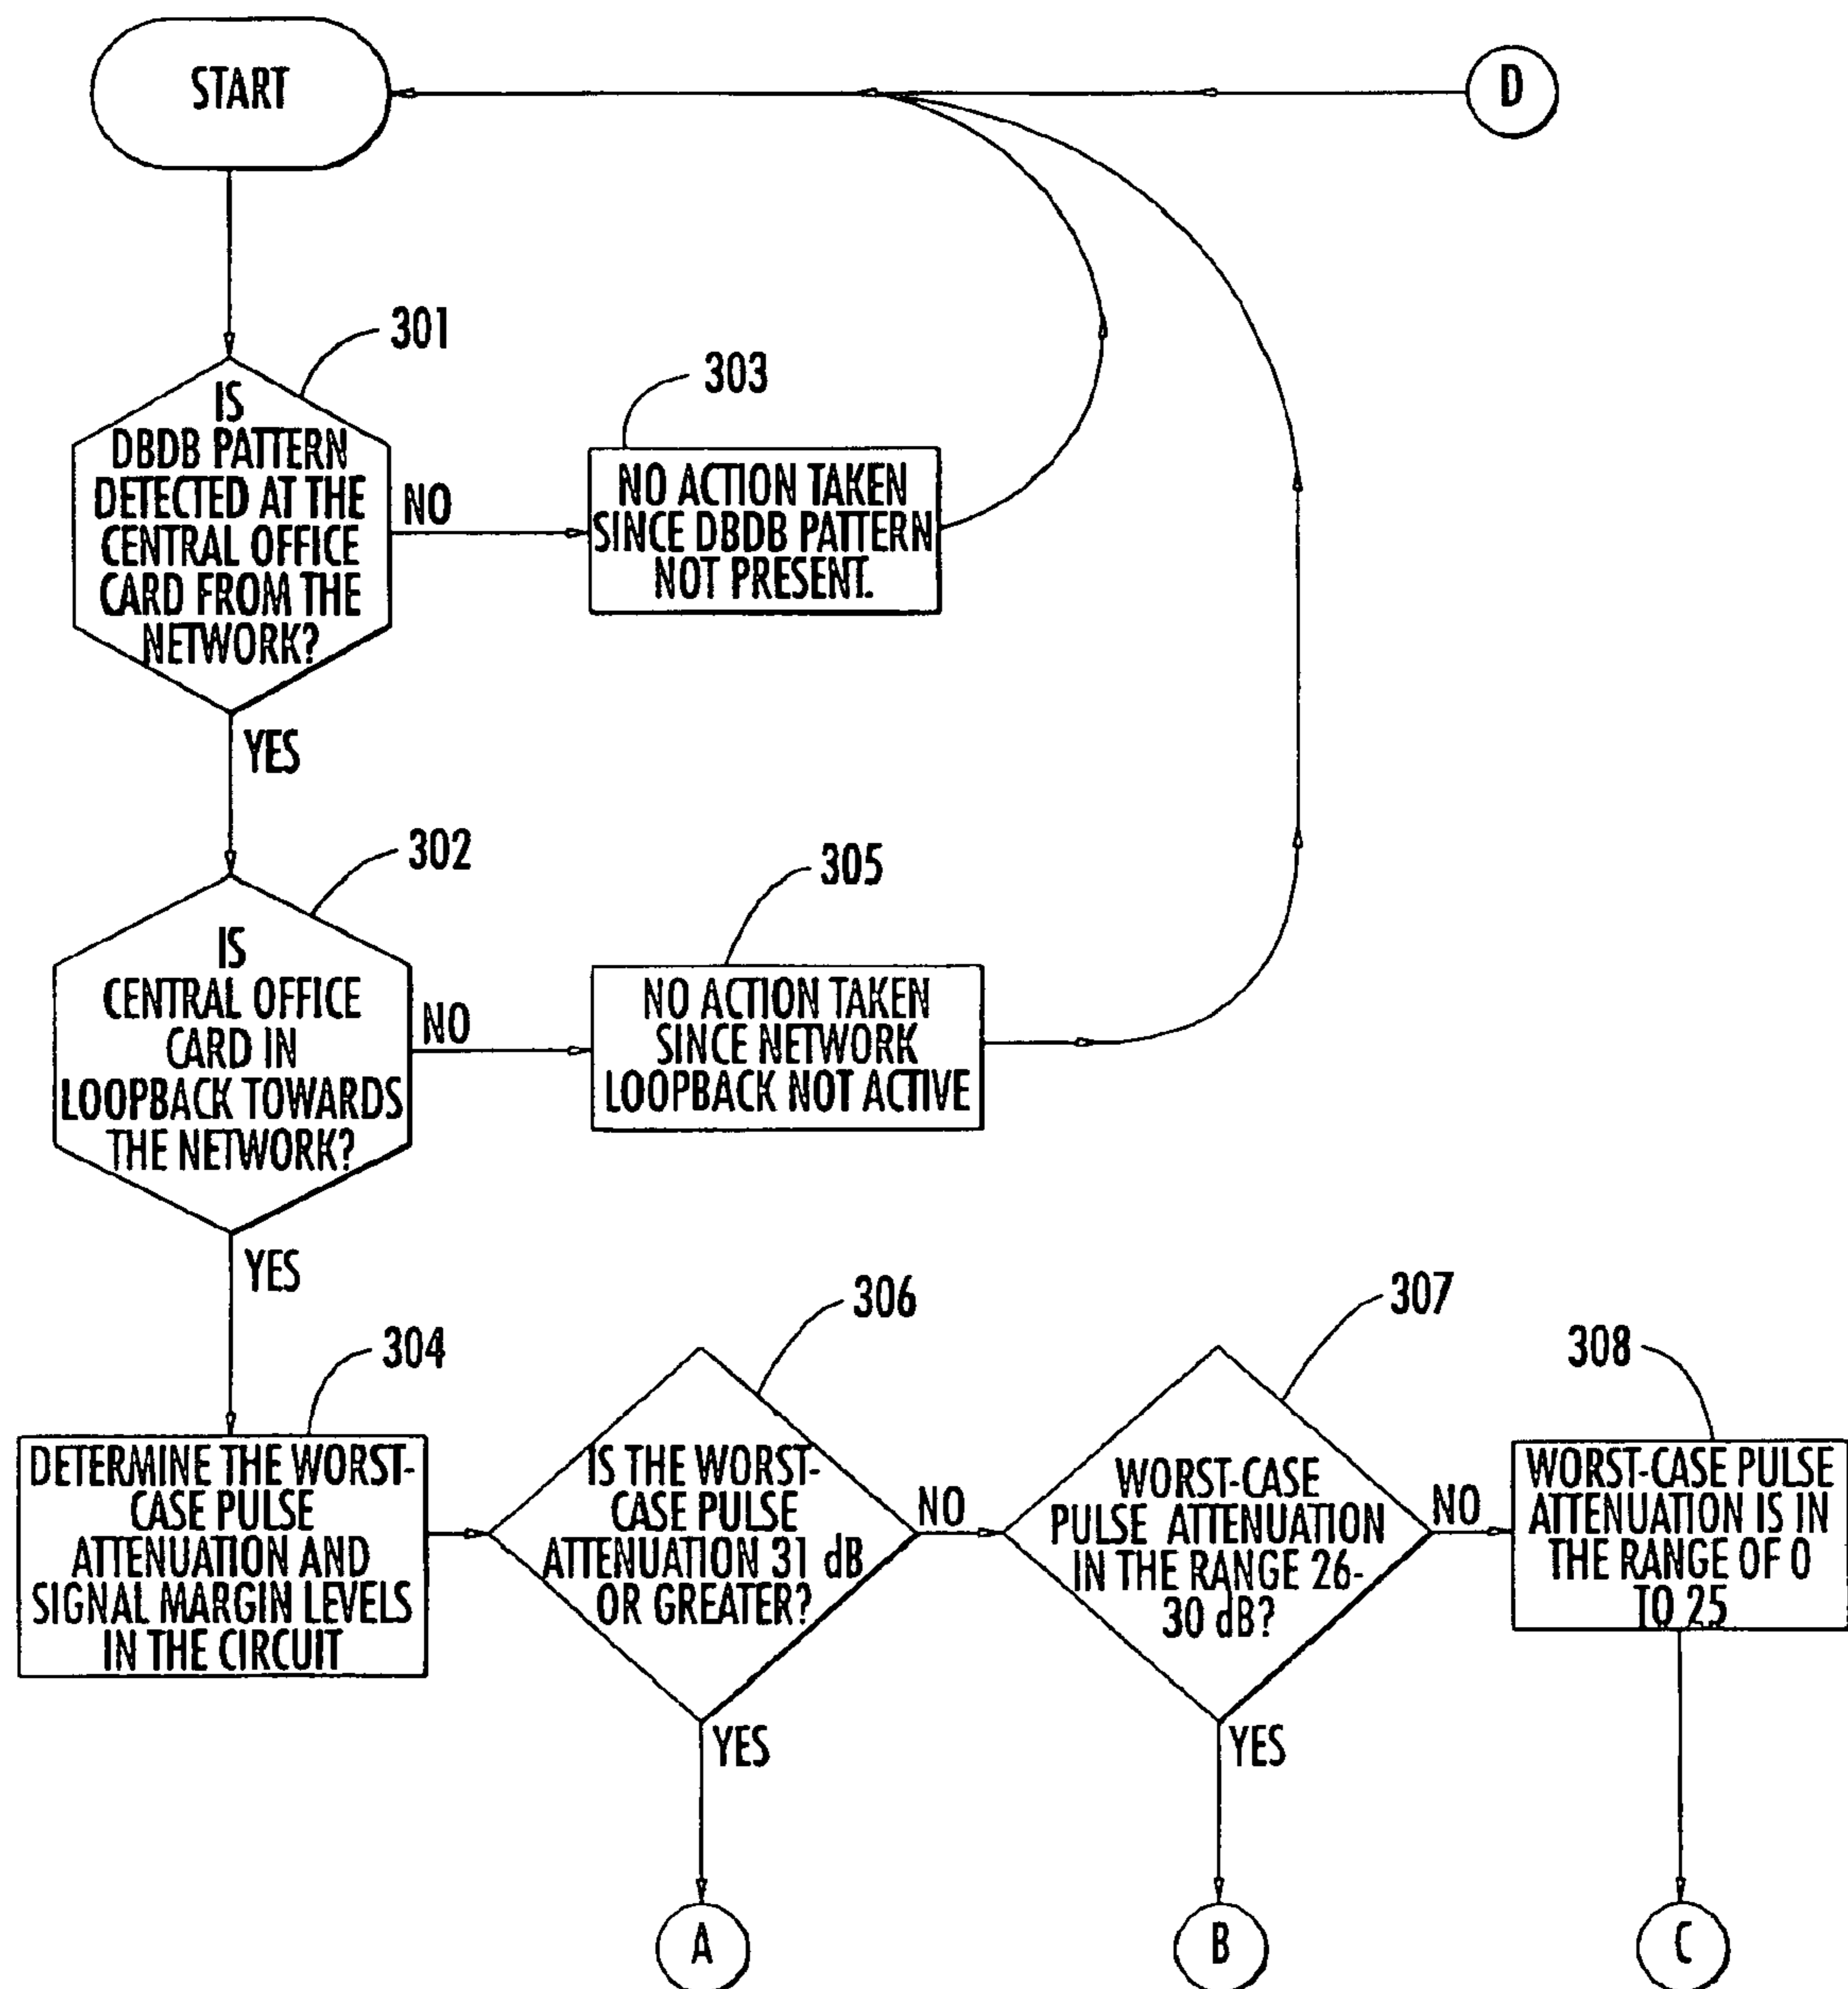 START
D
301
IS
DBDB PATTERN
DETECTED AT THE
CENTRAL OFFICE
CARD FROM THE
NETWORK?
NO
303
NO ACTION TAKEN
SINCE DBDB PATTERN
NOT PRESENT.
YES
302
IS
CENTRAL OFFICE
CARD IN
LOOPBACK TOWARDS
THE NETWORK?
NO
305
NO ACTION TAKEN
SINCE NETWORK
LOOPBACK NOT ACTIVE
YES
304
DETERMINE THE WORST-
CASE PULSE
ATTENUATION AND
SIGNAL MARGIN LEVELS
IN THE CIRCUIT
306
IS THE WORST-
CASE PULSE
ATTENUATION 31 dB
OR GREATER?
NO
307
WORST-CASE
PULSE ATTENUATION
IN THE RANGE 26-
30 dB?
NO
308
WORST-CASE PULSE
ATTENUATION IS IN
THE RANGE OF 0
TO 25
YES
YES
A
B
C